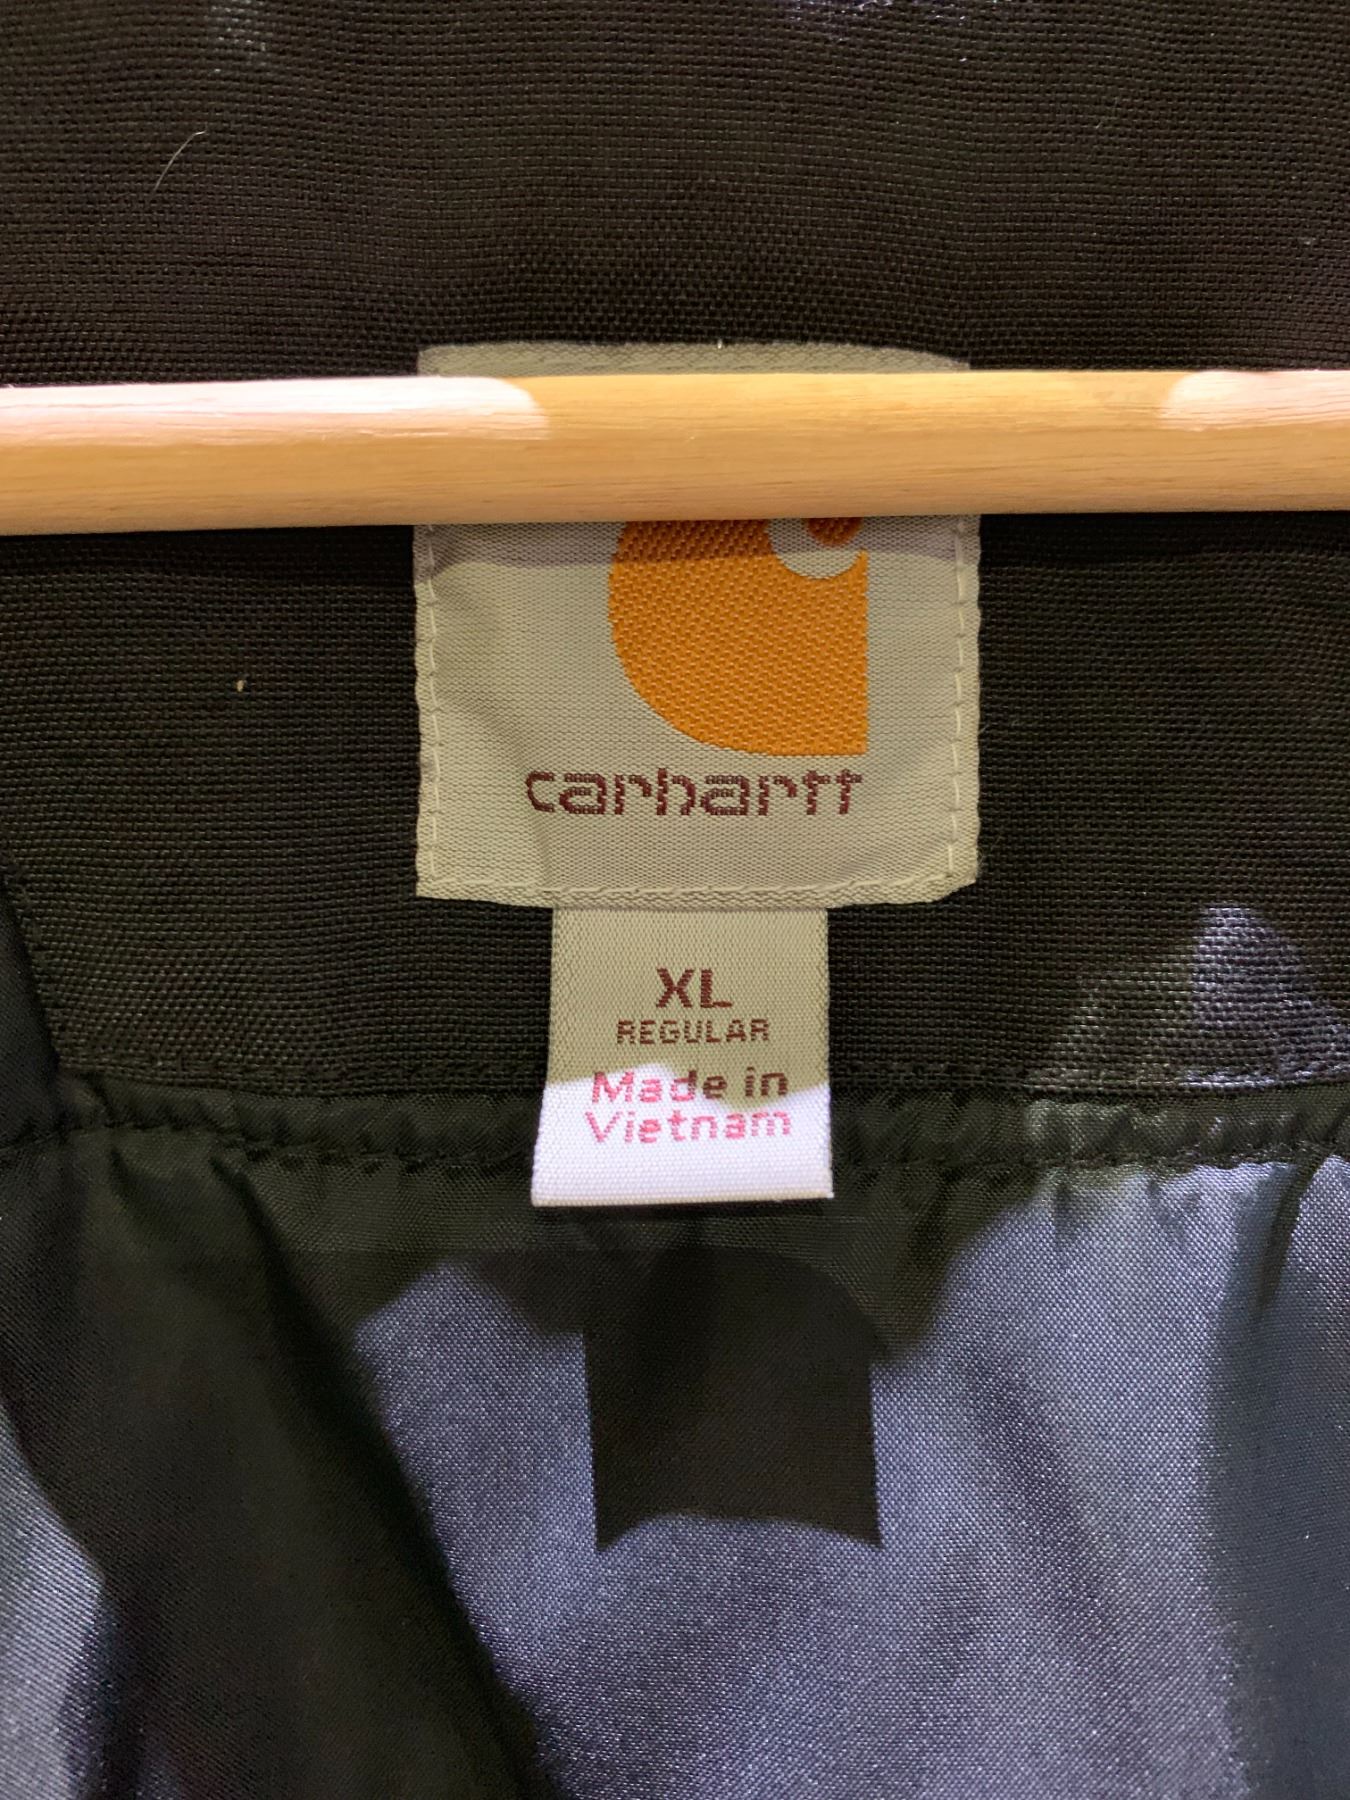 carhartt
XL
REGULAR
Made in
Vietnam